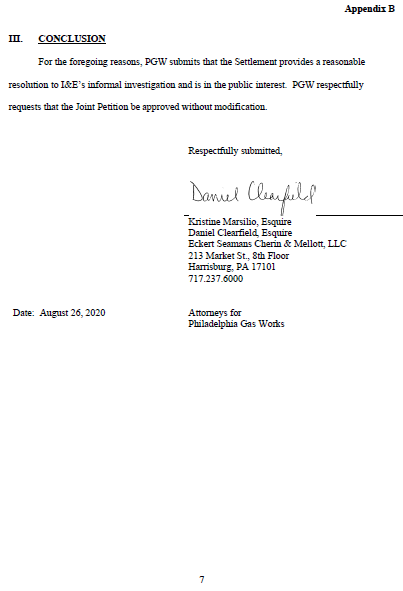 Appendix B
III. CONCLUSION
For the foregoing reasons, PGW submits that the Settlement provides a reasonable
resolution to I&E's informal investigation and is in the public interest. PGW respectfully
requests that the Joint Petition be approved without modification.
Respectfully submitted,
Daniel Clearfield
Kristine Marsilio, Esquire
Daniel Clearfield, Esquire
Eckert Seamans Cherin & Mellott, LLC
213 Market St., 8th Floor
Harrisburg, PA 17101
717.237.6000
Date: August 26, 2020
Attorneys for
Philadelphia Gas Works
7